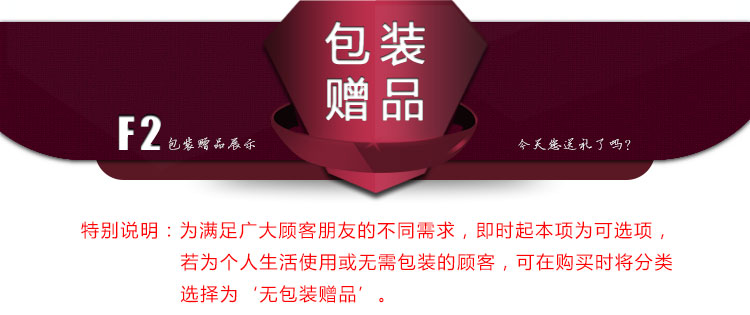 包装
赠品
F2 包装赠品展示
今天您送礼了吗?
特别说明：为满足广大顾客朋友的不同需求，即时起本项为可选项，
若为个人生活使用或无需包装的顾客，可在购买时将分类
选择为‘无包装赠品’。